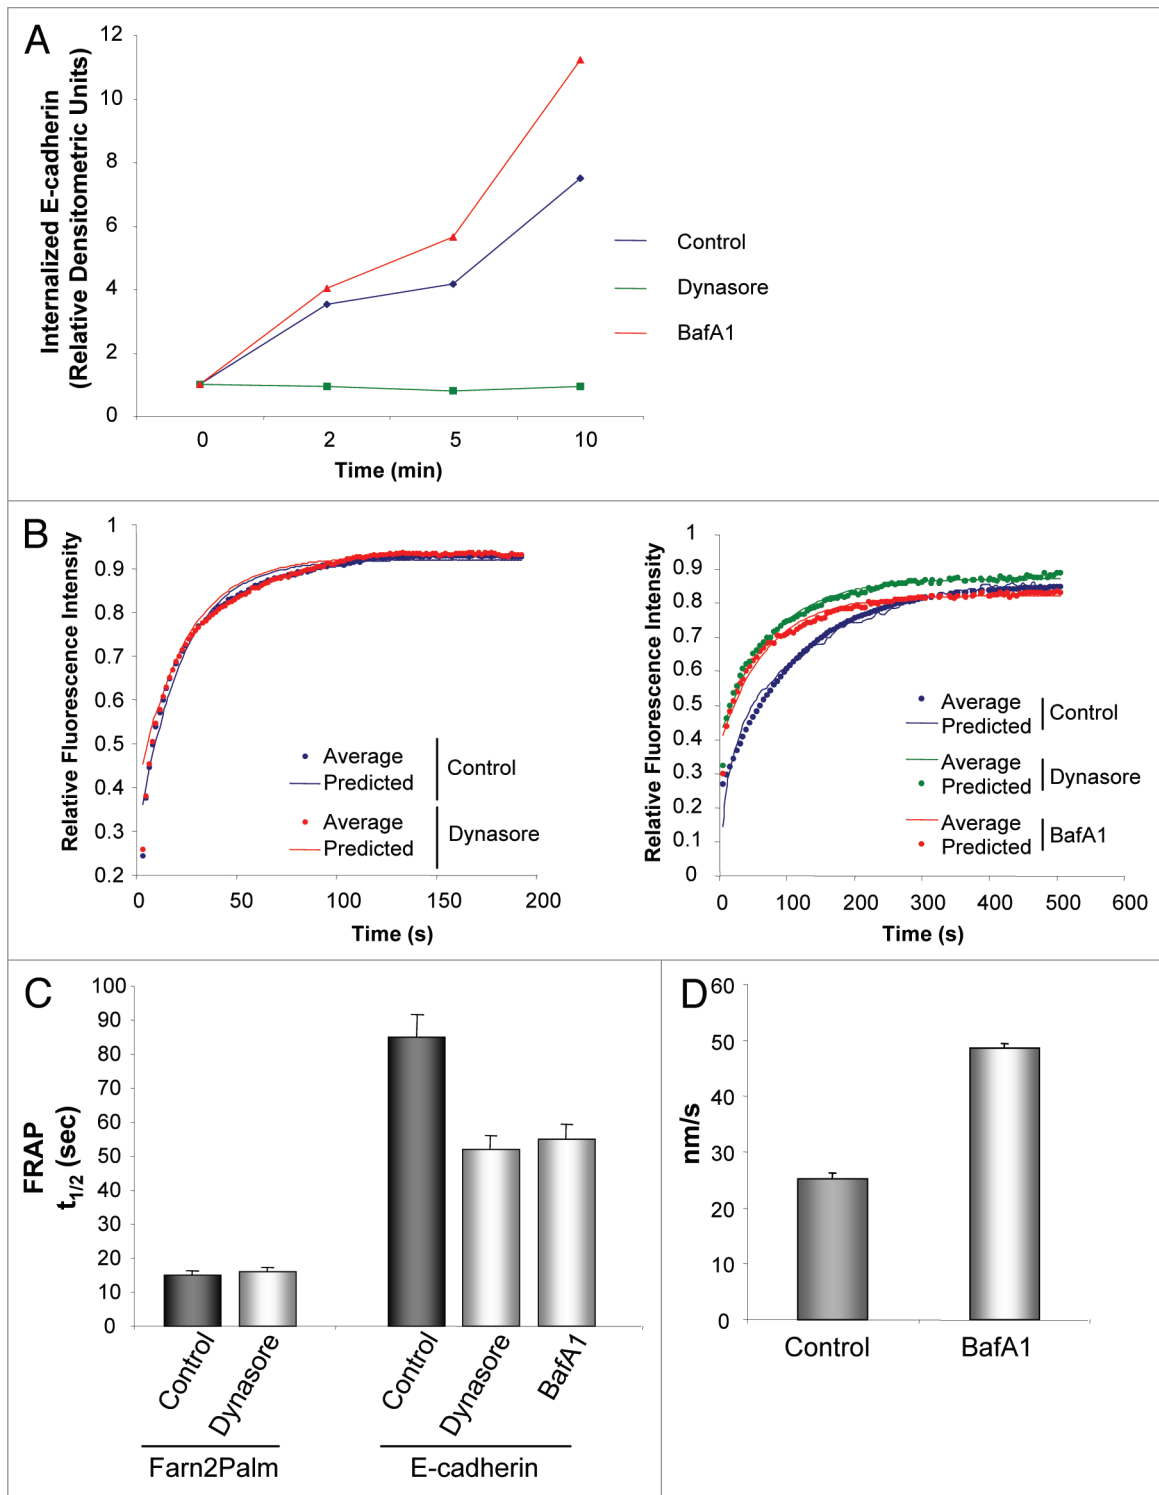 A
Internalized E-cadherin
(Relative Densitometric Units)
12
10
8
6
4
2
0
0 2 5 10
Time (min)
Control
Dynasore
BafA1
B
Relative Fluorescence Intensity
1
0.9
0.8
0.7
0.6
0.5
0.4
0.3
0.2
0 50 100 150 200
Time (s)
Average
Predicted
Control
Average
Predicted
Dynasore
Relative Fluorescence Intensity
1
0.9
0.8
0.7
0.6
0.5
0.4
0.3
0.2
0.1
0
0 100 200 300 400 500 600
Time (s)
Average
Predicted
Control
Average
Predicted
Dynasore
Average
Predicted
BafA1
C
FRAP
t1/2 (sec)
100
90
80
70
60
50
40
30
20
10
0
Control
Dynasore
Control
Dynasore
BafA1
Farn2Palm
E-cadherin
D
nm/s
60
50
40
30
20
10
0
Control
BafA1